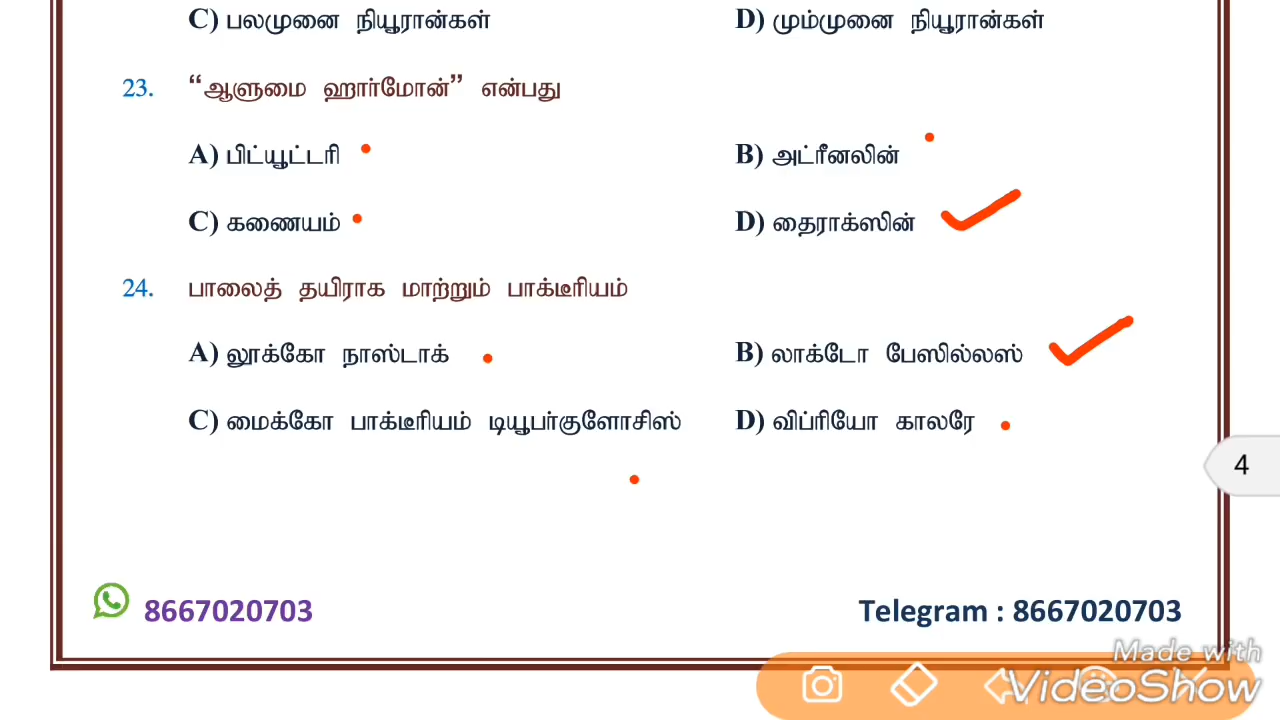 C) பலமுனை நியூரான்கள் D) மும்முனை நியூரான்கள்
23. “ஆளுமை ஹார்மோன்” என்பது
A) பிட்யூட்டரி B) அட்ரீனலின்
C) கணையம் D) தைராக்ஸின்
24. பாலைத் தயிராக மாற்றும் பாக்டீரியம்
A) லூக்கோ நாஸ்டாக் B) லாக்டோ பேஸில்லஸ்
C) மைக்கோ பாக்டீரியம் டியூபர்குளோசிஸ் D) விப்ரியோ காலரே
4
8667020703 Telegram : 8667020703
Made with
VideoShow